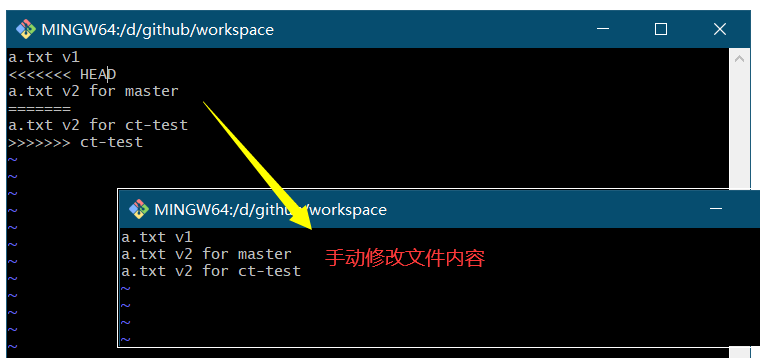 MINGW64:/d/github/workspace
a.txt v1
<<<<<<< HEAD
a.txt v2 for master
=======
a.txt v2 for ct-test
>>>>>>> ct-test
~
~
~
~
~
~
~
~
~
~
~
~
MINGW64:/d/github/workspace
a.txt v1
a.txt v2 for master
a.txt v2 for ct-test
手动修改文件内容
~
~
~
~